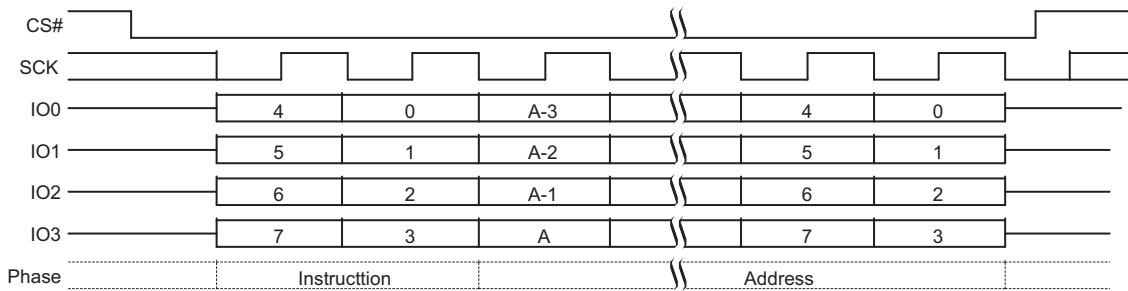 CS#
SCK
IO0 4 0 A-3 4 0
IO1 5 1 A-2 5 1
IO2 6 2 A-1 6 2
IO3 7 3 A 7 3
Phase Instructtion Address